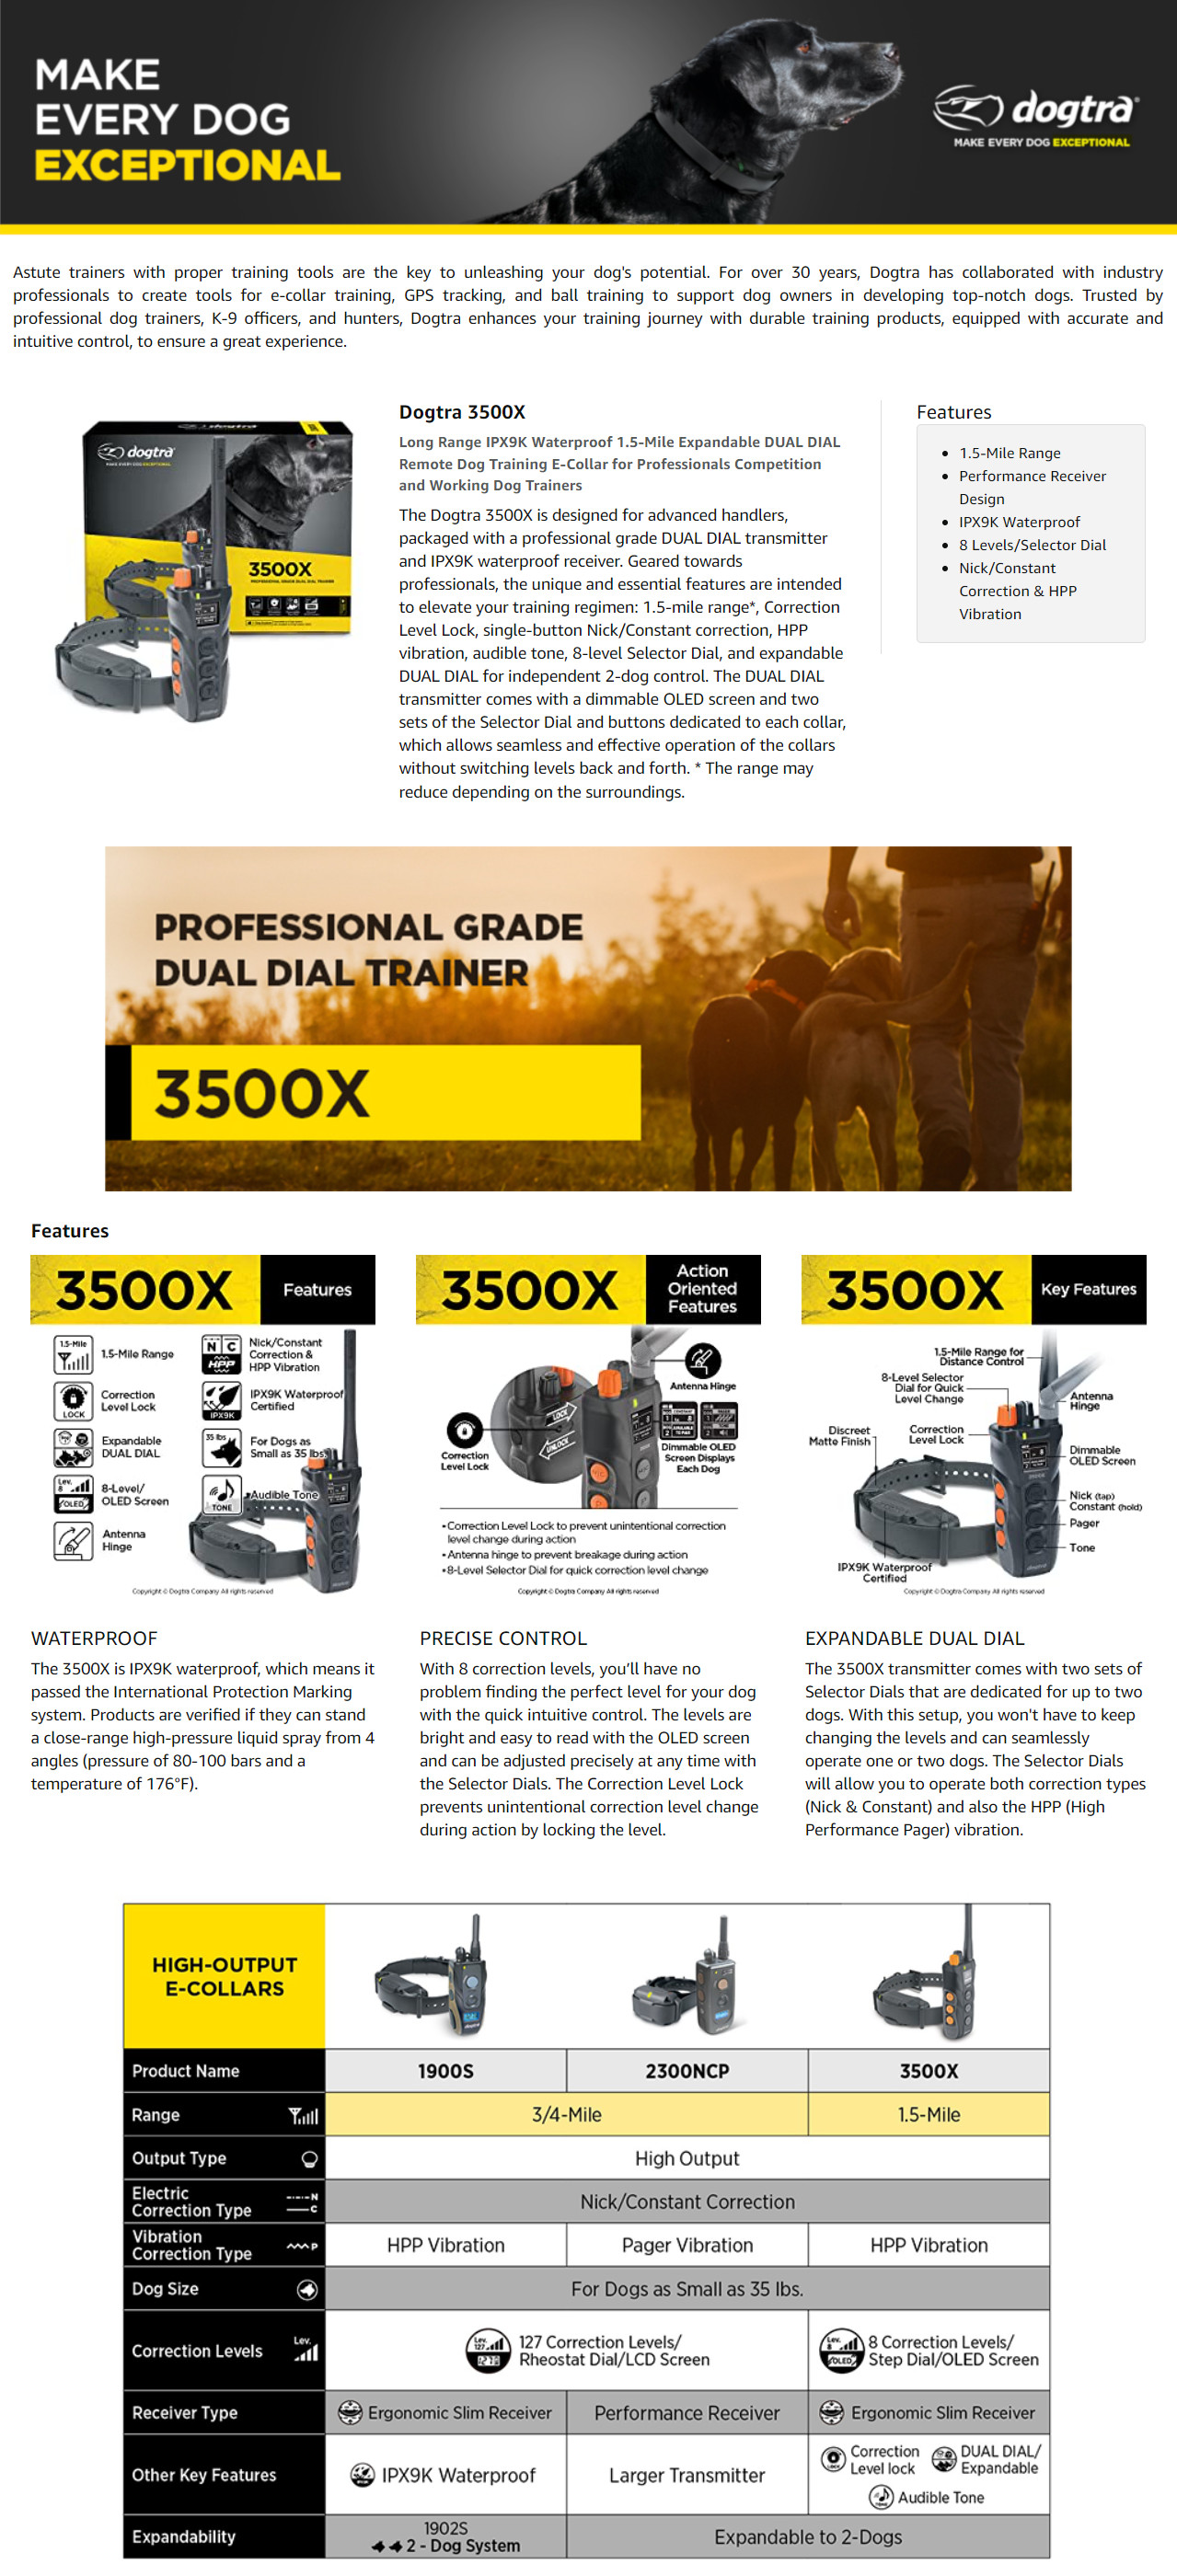 MAKE
EVERY DOG
EXCEPTIONAL
dogtra®
MAKE EVERY DOG EXCEPTIONAL
Astute trainers with proper training tools are the key to unleashing your dog's potential. For over 30 years, Dogtra has collaborated with industry
professionals to create tools for e-collar training, GPS tracking, and ball training to support dog owners in developing top-notch dogs. Trusted by
professional dog trainers, K-9 officers, and hunters, Dogtra enhances your training journey with durable training products, equipped with accurate and
intuitive control, to ensure a great experience.
dogtra
MAKE EVERY DOG EXCEPTIONAL
3500X
PROFESSIONAL GRADE DUAL DIAL TRAINER
Dogtra 3500X
Long Range IPX9K Waterproof 1.5-Mile Expandable DUAL DIAL
Remote Dog Training E-Collar for Professionals Competition
and Working Dog Trainers
The Dogtra 3500X is designed for advanced handlers,
packaged with a professional grade DUAL DIAL transmitter
and IPX9K waterproof receiver. Geared towards
professionals, the unique and essential features are intended
to elevate your training regimen: 1.5-mile range*, Correction
Level Lock, single-button Nick/Constant correction, HPP
vibration, audible tone, 8-level Selector Dial, and expandable
DUAL DIAL for independent 2-dog control. The DUAL DIAL
transmitter comes with a dimmable OLED screen and two
sets of the Selector Dial and buttons dedicated to each collar,
which allows seamless and effective operation of the collars
without switching levels back and forth. * The range may
reduce depending on the surroundings.
Features
• 1.5-Mile Range
• Performance Receiver
Design
• IPX9K Waterproof
• 8 Levels/Selector Dial
• Nick/Constant
Correction & HPP
Vibration
PROFESSIONAL GRADE
DUAL DIAL TRAINER
3500X
Features
3500X
Features
1.5-Mile
1.5-Mile Range
LOCK
Correction
Level Lock
Expandable
DUAL DIAL
Lev.
8
OLED
8-Level/
OLED Screen
Antenna
Hinge
N C
HPP
Nick/Constant
Correction &
HPP Vibration
IPX9K
IPX9K Waterproof
Certified
35 lbs
For Dogs as
Small as 35 lbs
TONE
Audible Tone
Copyright © Dogtra Company All rights reserved
3500X
Action
Oriented
Features
Antenna Hinge
LOCK
UNLOCK
Correction
Level Lock
Dimmable OLED
Screen Displays
Each Dog
•Correction Level Lock to prevent unintentional correction
level change during action
•Antenna hinge to prevent breakage during action
•8-Level Selector Dial for quick correction level change
Copyright © Dogtra Company All rights reserved
3500X
Key Features
1.5-Mile Range for
Distance Control
8-Level Selector
Dial for Quick
Level Change
Antenna
Hinge
Discreet
Matte Finish
Correction
Level Lock
Dimmable
OLED Screen
Nick (tap)
Constant (hold)
Pager
Tone
IPX9K Waterproof
Certified
Copyright © Dogtra Company All rights reserved
WATERPROOF
The 3500X is IPX9K waterproof, which means it
passed the International Protection Marking
system. Products are verified if they can stand
a close-range high-pressure liquid spray from 4
angles (pressure of 80-100 bars and a
temperature of 176°F).
PRECISE CONTROL
With 8 correction levels, you'll have no
problem finding the perfect level for your dog
with the quick intuitive control. The levels are
bright and easy to read with the OLED screen
and can be adjusted precisely at any time with
the Selector Dials. The Correction Level Lock
prevents unintentional correction level change
during action by locking the level.
EXPANDABLE DUAL DIAL
The 3500X transmitter comes with two sets of
Selector Dials that are dedicated for up to two
dogs. With this setup, you won't have to keep
changing the levels and can seamlessly
operate one or two dogs. The Selector Dials
will allow you to operate both correction types
(Nick & Constant) and also the HPP (High
Performance Pager) vibration.
HIGH-OUTPUT
E-COLLARS
Product Name 1900S 2300NCP 3500X
Range 3/4-Mile 1.5-Mile
Output Type High Output
Electric
Correction Type N C Nick/Constant Correction
Vibration
Correction Type P HPP Vibration Pager Vibration HPP Vibration
Dog Size For Dogs as Small as 35 lbs.
Correction Levels Lev.
Lev.
127
127 Correction Levels/
Rheostat Dial/LCD Screen
Lev.
8
OLED
8 Correction Levels/
Step Dial/OLED Screen
Receiver Type Ergonomic Slim Receiver Performance Receiver Ergonomic Slim Receiver
Other Key Features IPX9K Waterproof Larger Transmitter
Correction
Level lock
DUAL DIAL/
Expandable
Audible Tone
Expandability
1902S
2 - Dog System
Expandable to 2-Dogs